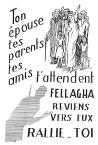 Ton
épouse
tes parents
tes amis t'attendent
FELLAGHA
REVIENS
VERS EUX
RALLIE-TOI